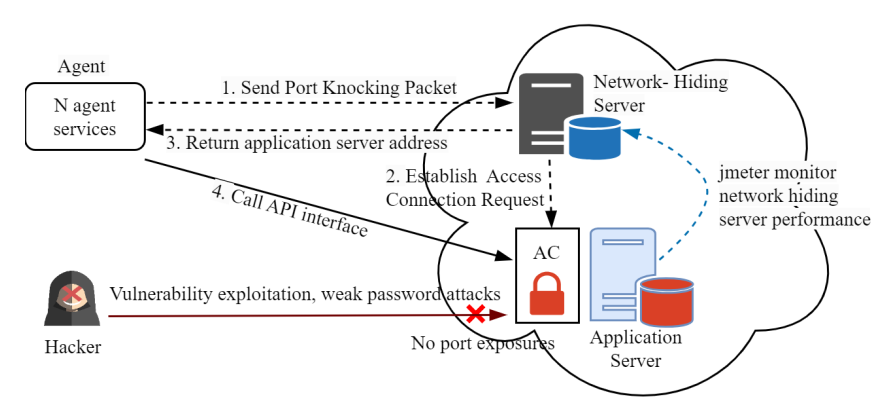 Agent
N agent
services
1. Send Port Knocking Packet
Network- Hiding
Server
3. Return application server address
2. Establish Access
Connection Request
jmeter monitor
network hiding
server performance
4. Call API interface
AC
Vulnerability exploitation, weak password attacks
Hacker
No port exposures
Application
Server